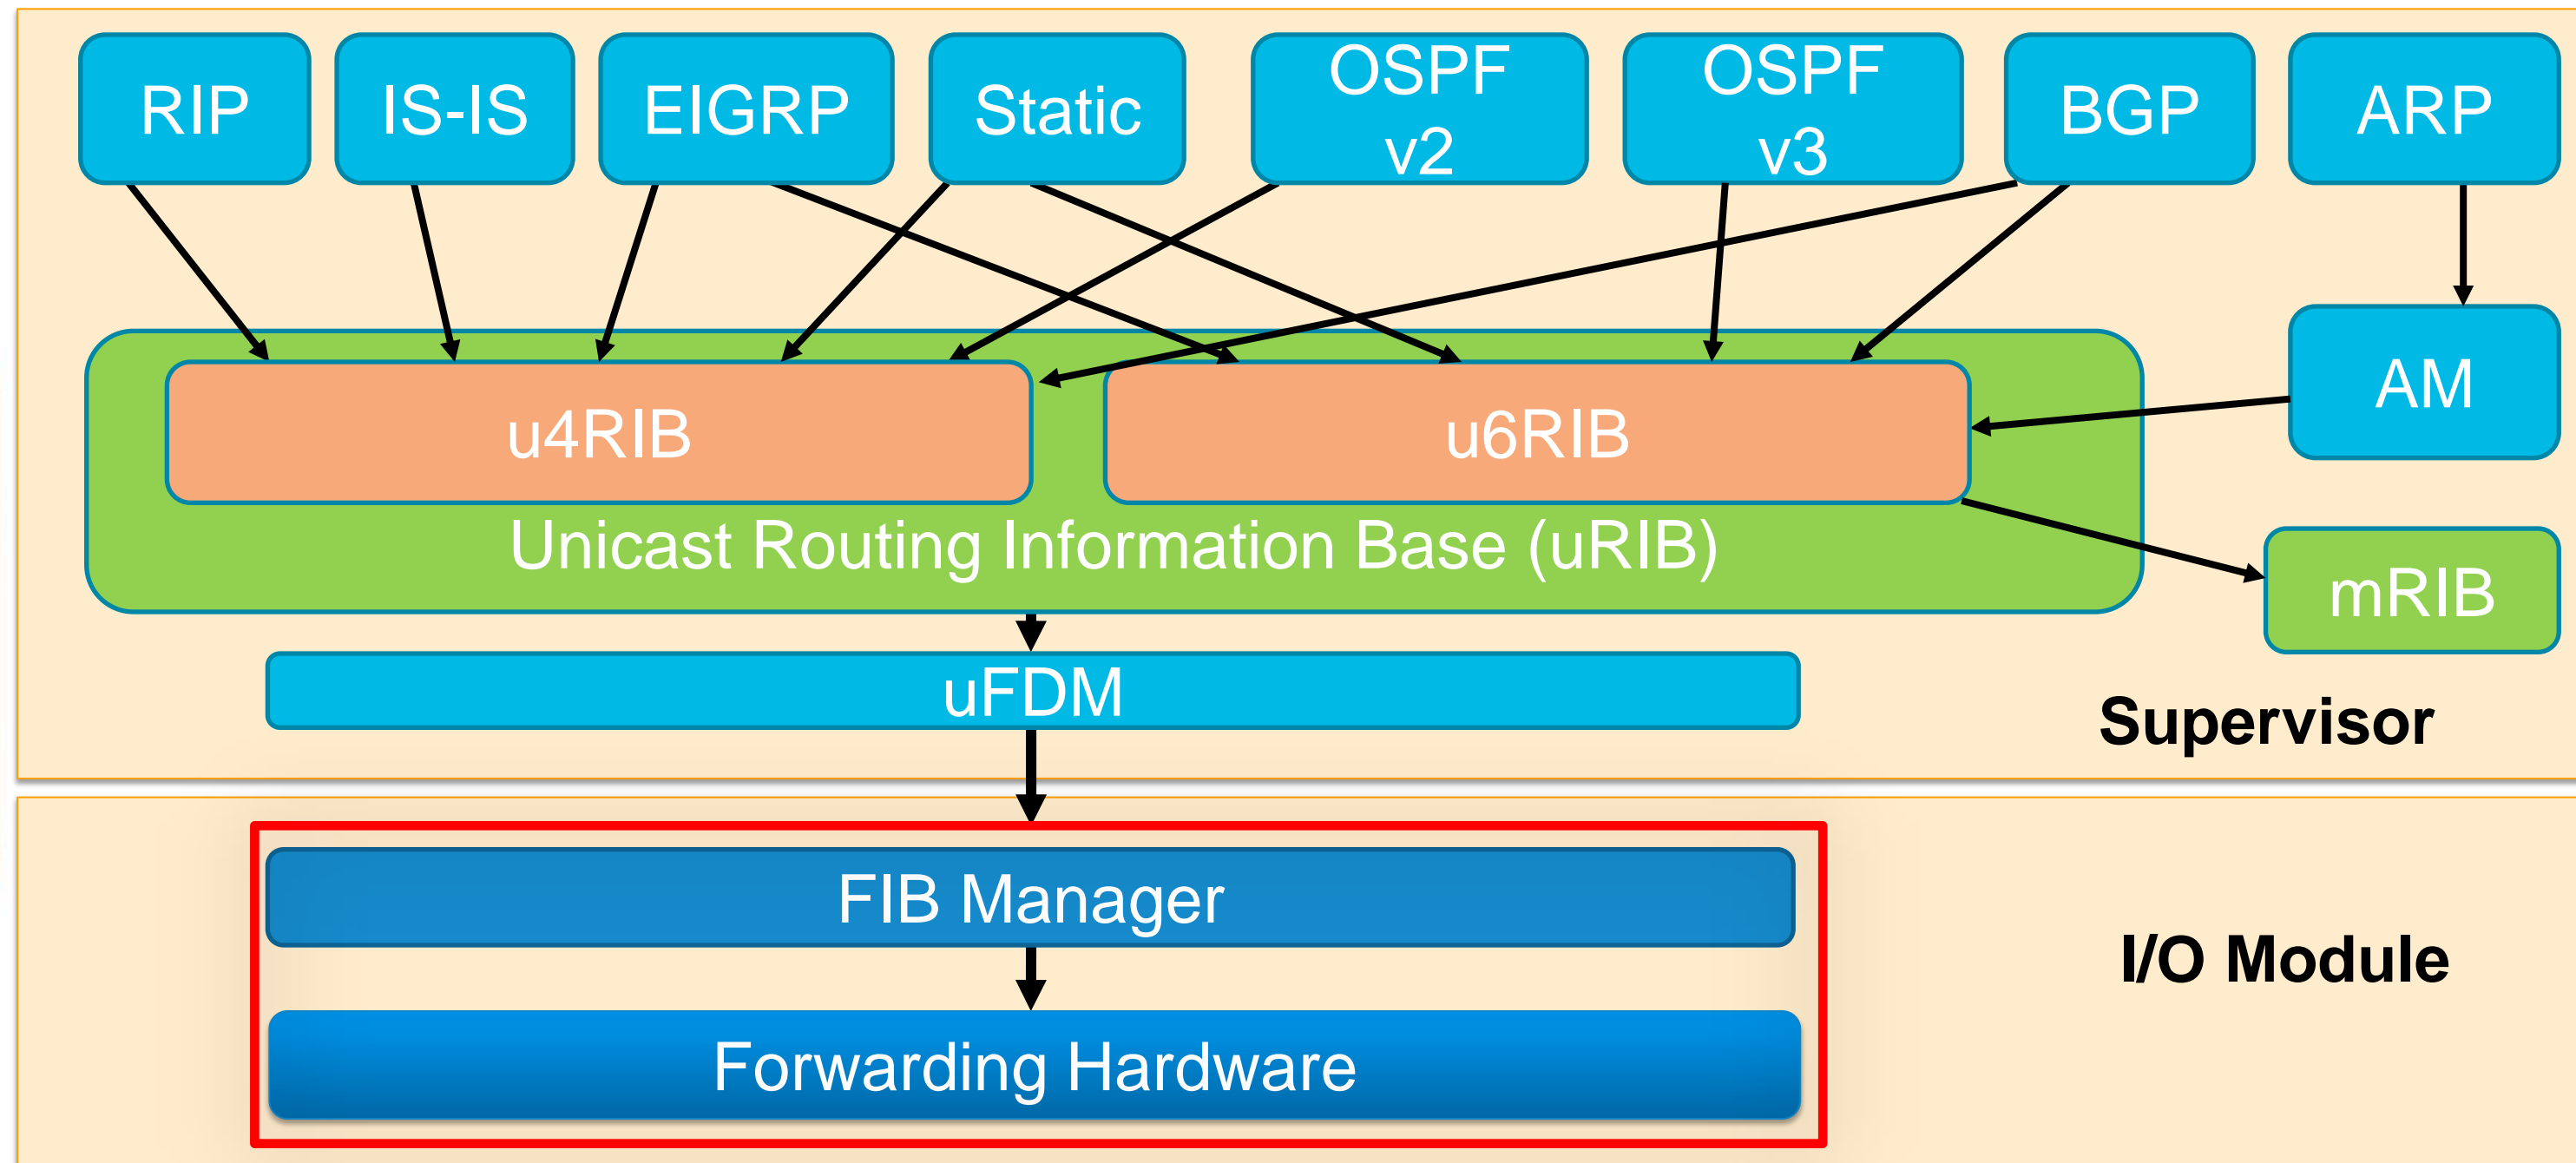 RIP
IS-IS
EIGRP
Static
OSPF
v2
OSPF
v3
BGP
ARP
AM
u4RIB
u6RIB
Unicast Routing Information Base (uRIB)
mRIB
uFDM
Supervisor
FIB Manager
I/O Module
Forwarding Hardware